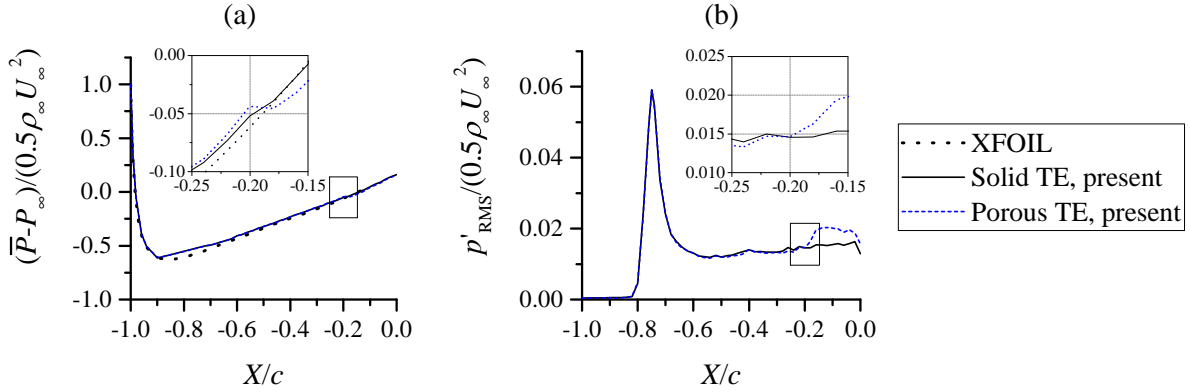 (a)
(P̅-P∞)/(0.5ρ∞U∞²)
1.0
0.5
0.0
-0.5
-1.0
-1.0 -0.8 -0.6 -0.4 -0.2 0.0
X/c
0.00
-0.05
-0.10
-0.25 -0.20 -0.15
(b)
p'RMS/(0.5ρ∞U∞²)
0.06
0.04
0.02
0.00
-1.0 -0.8 -0.6 -0.4 -0.2 0.0
X/c
0.025
0.020
0.015
0.010
-0.25 -0.20 -0.15
XFOIL
Solid TE, present
Porous TE, present